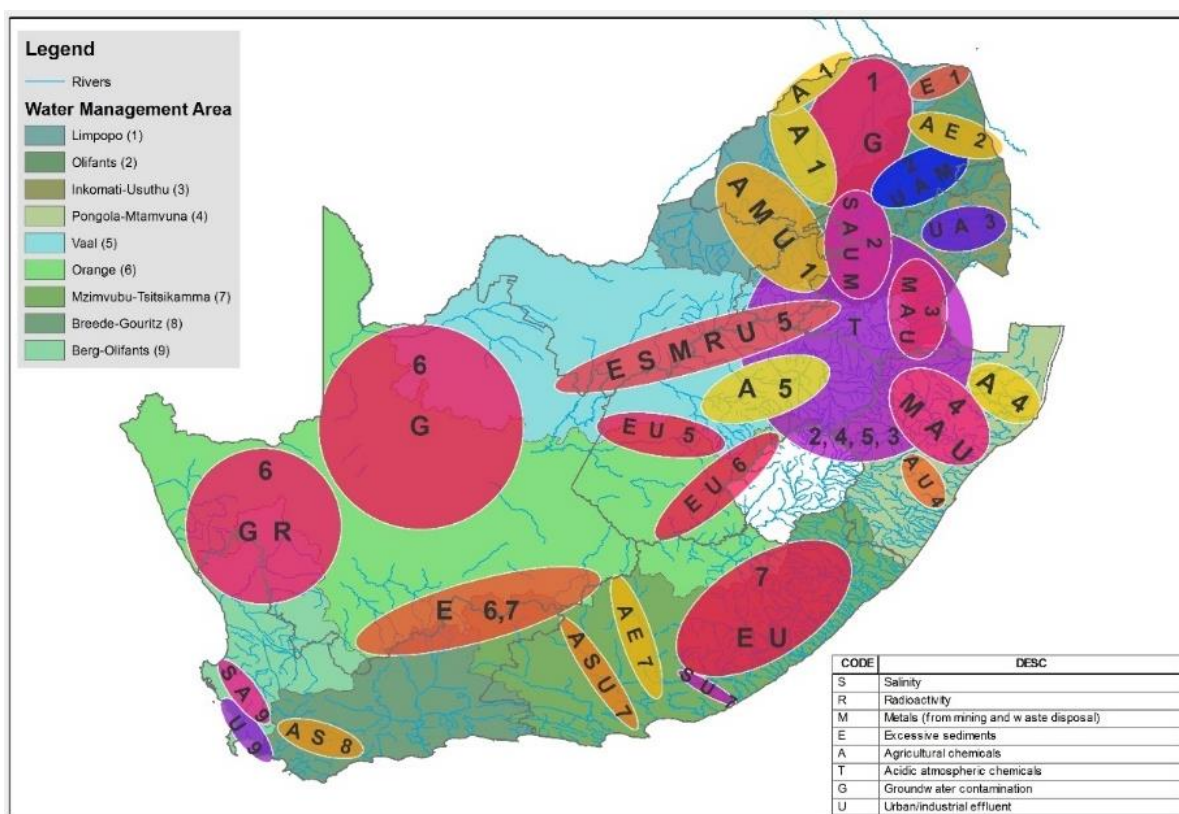 Legend
Rivers
Water Management Area
Limpopo (1)
Olifants (2)
Inkomati-Usuthu (3)
Pongola-Mtamvuna (4)
Vaal (5)
Orange (6)
Mzimvubu-Tsitsikamma (7)
Breede-Gouritz (8)
Berg-Olifants (9)
A 1
1
G
E 1
A 1
A E 2
2
U A M
A M U 1
S A U M
2
U A 3
M A U
3
T
E S M R U 5
A 5
2, 4, 5, 3
4
M A U
A 4
A U 4
6
G
E U 5
E U 6
6
G R
7
E U
E 6,7
A E 7
A S U 7
S U 7
S A 9
U 9
A S 8
CODE DESC
S Salinity
R Radioactivity
M Metals (from mining and waste disposal)
E Excessive sediments
A Agricultural chemicals
T Acidic atmospheric chemicals
G Groundwater contamination
U Urban/industrial effluent